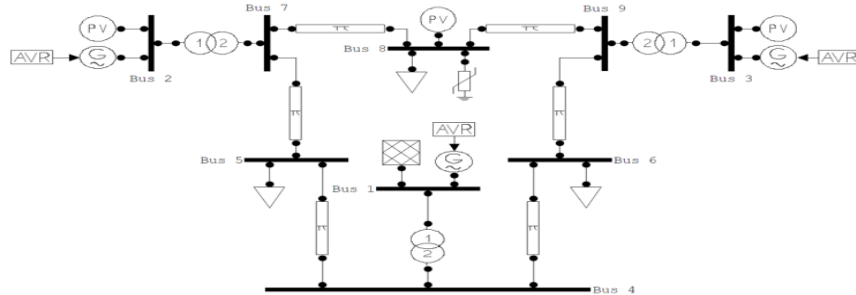 Bus 7
Bus 9
PV
PV
PV
1 2
2 1
Bus 8
AVR
G
G
AVR
Bus 2
Bus 3
π
π
π
π
AVR
G
Bus 5
Bus 6
Bus 1
π
π
1
2
Bus 4